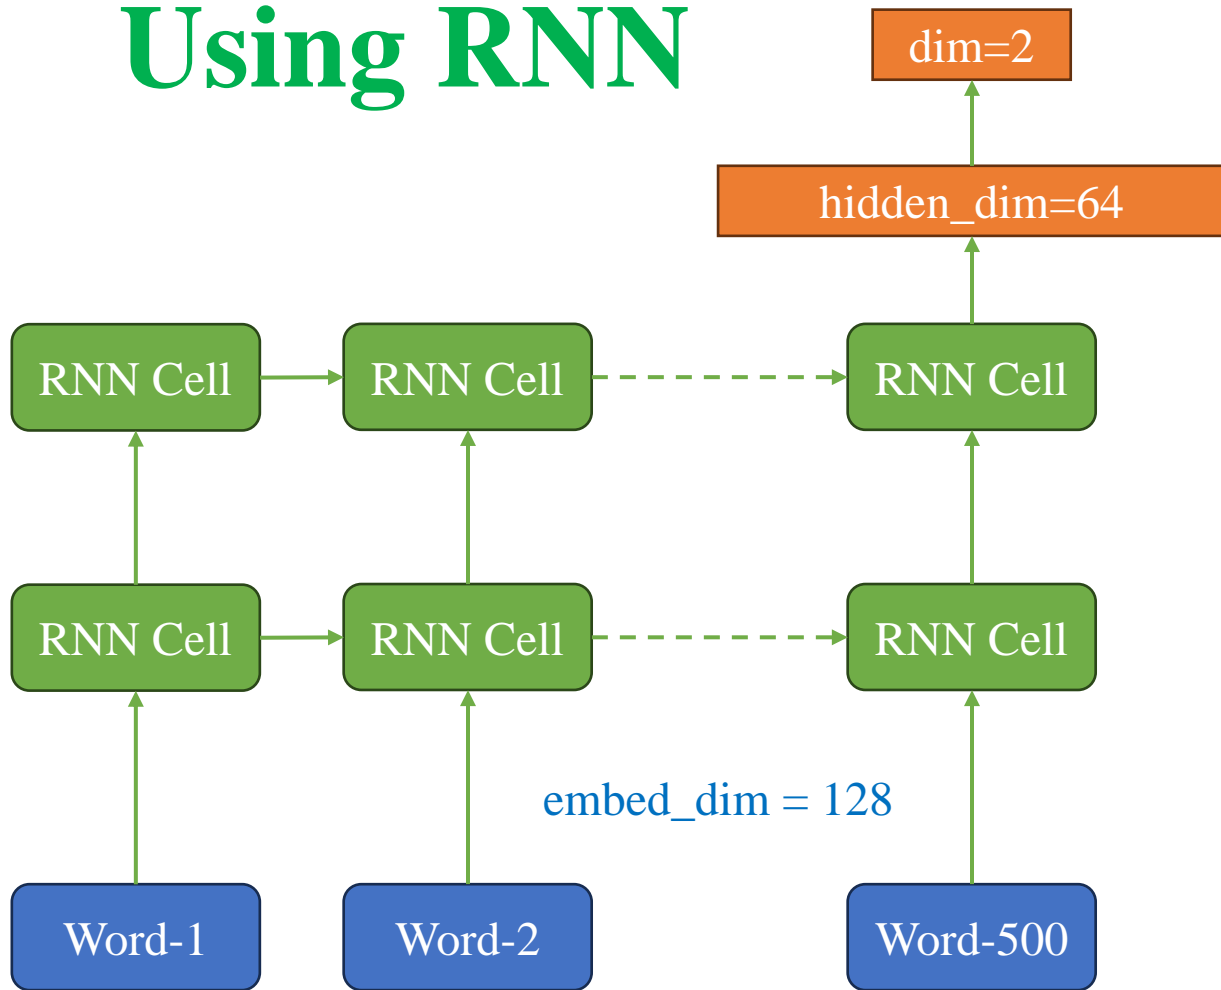 Using RNN
dim=2
hidden_dim=64
RNN Cell
RNN Cell
RNN Cell
RNN Cell
RNN Cell
RNN Cell
embed_dim = 128
Word-1
Word-2
Word-500